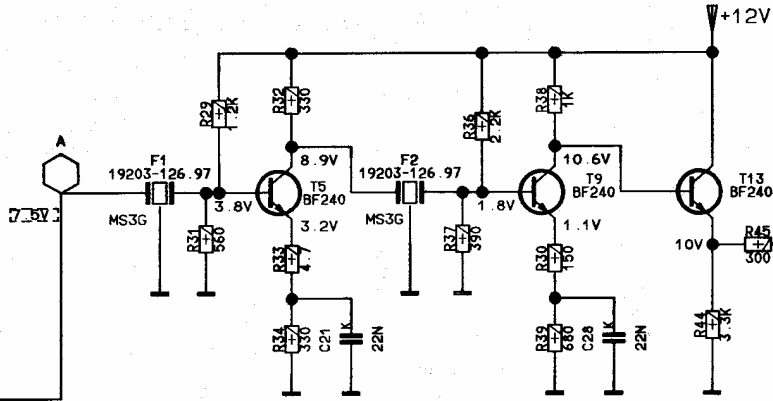 +12V
R29
1.2K
R32
330
R36
2.2K
R38
1K
A
F1
19203-126.97
MS3G
8.9V
F2
19203-126.97
MS3G
10.6V
T5
BF240
T9
BF240
T13
BF240
7.5V
3.8V
3.2V
1.8V
1.1V
10V
R45
300
R31
560
R33
4.7
R37
390
R30
150
R34
330
C21
K
22N
R39
680
C28
K
22N
R44
3.3K